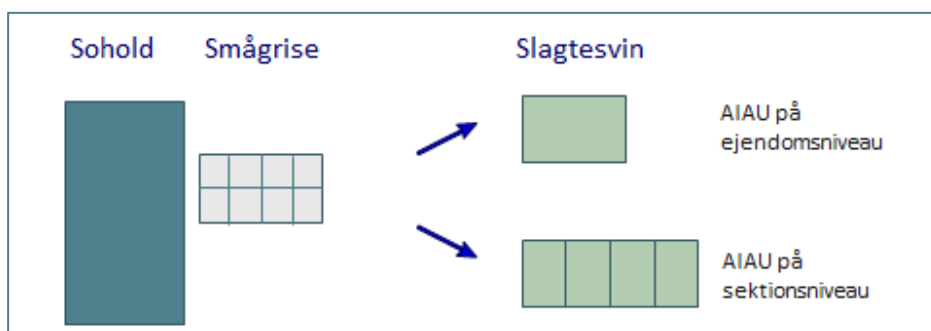 Sohold
Smågrise
Slagtesvin
AIAU på
ejendomsniveau
AIAU på
sektionsniveau